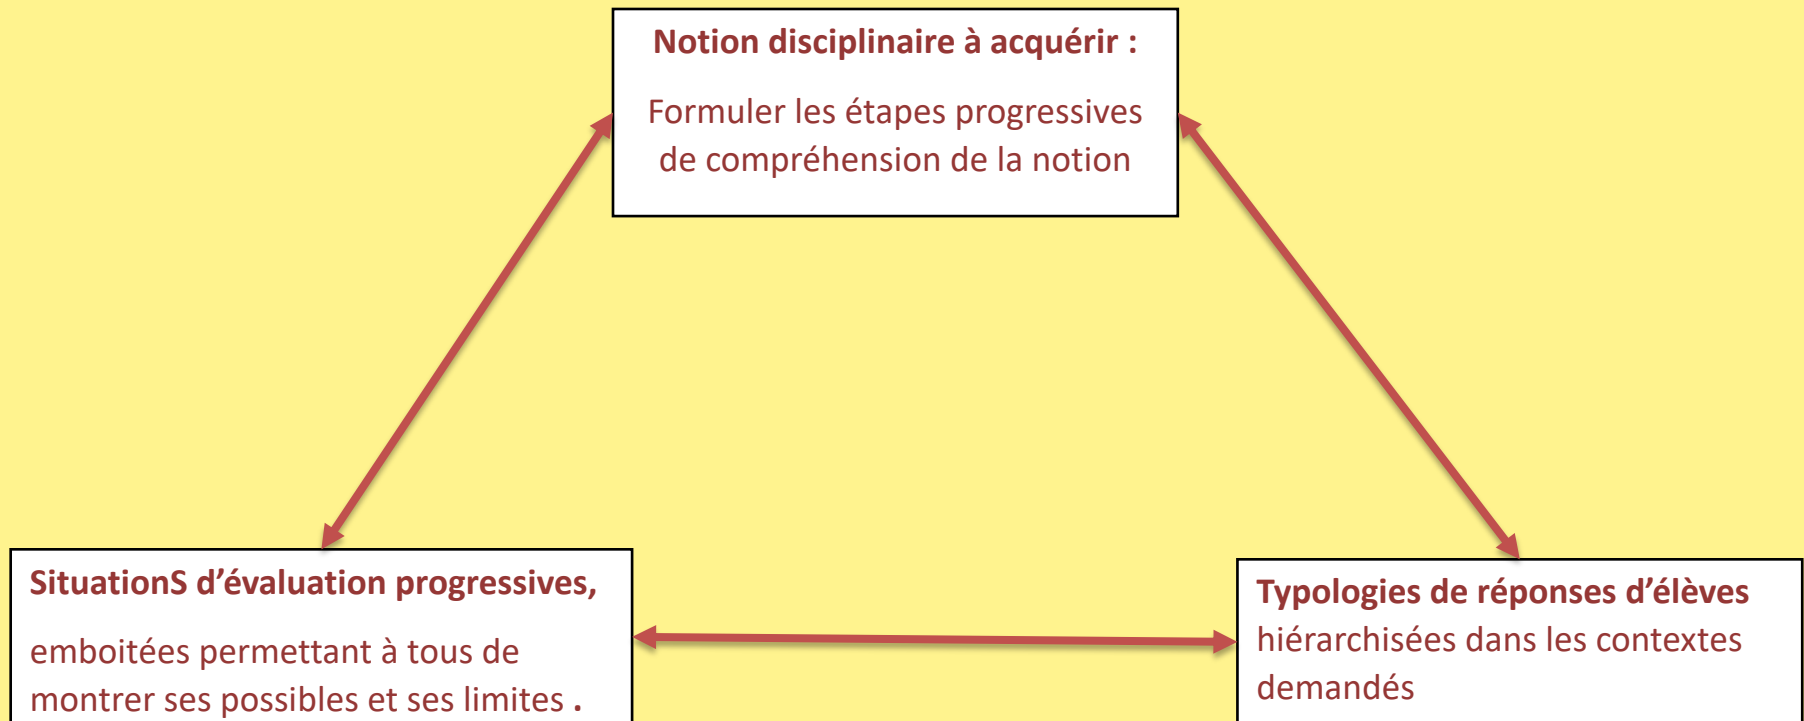 Notion disciplinaire à acquérir :
Formuler les étapes progressives
de compréhension de la notion
SituationS d’évaluation progressives,
emboitées permettant à tous de
montrer ses possibles et ses limites .
Typologies de réponses d’élèves
hiérarchisées dans les contextes
demandés